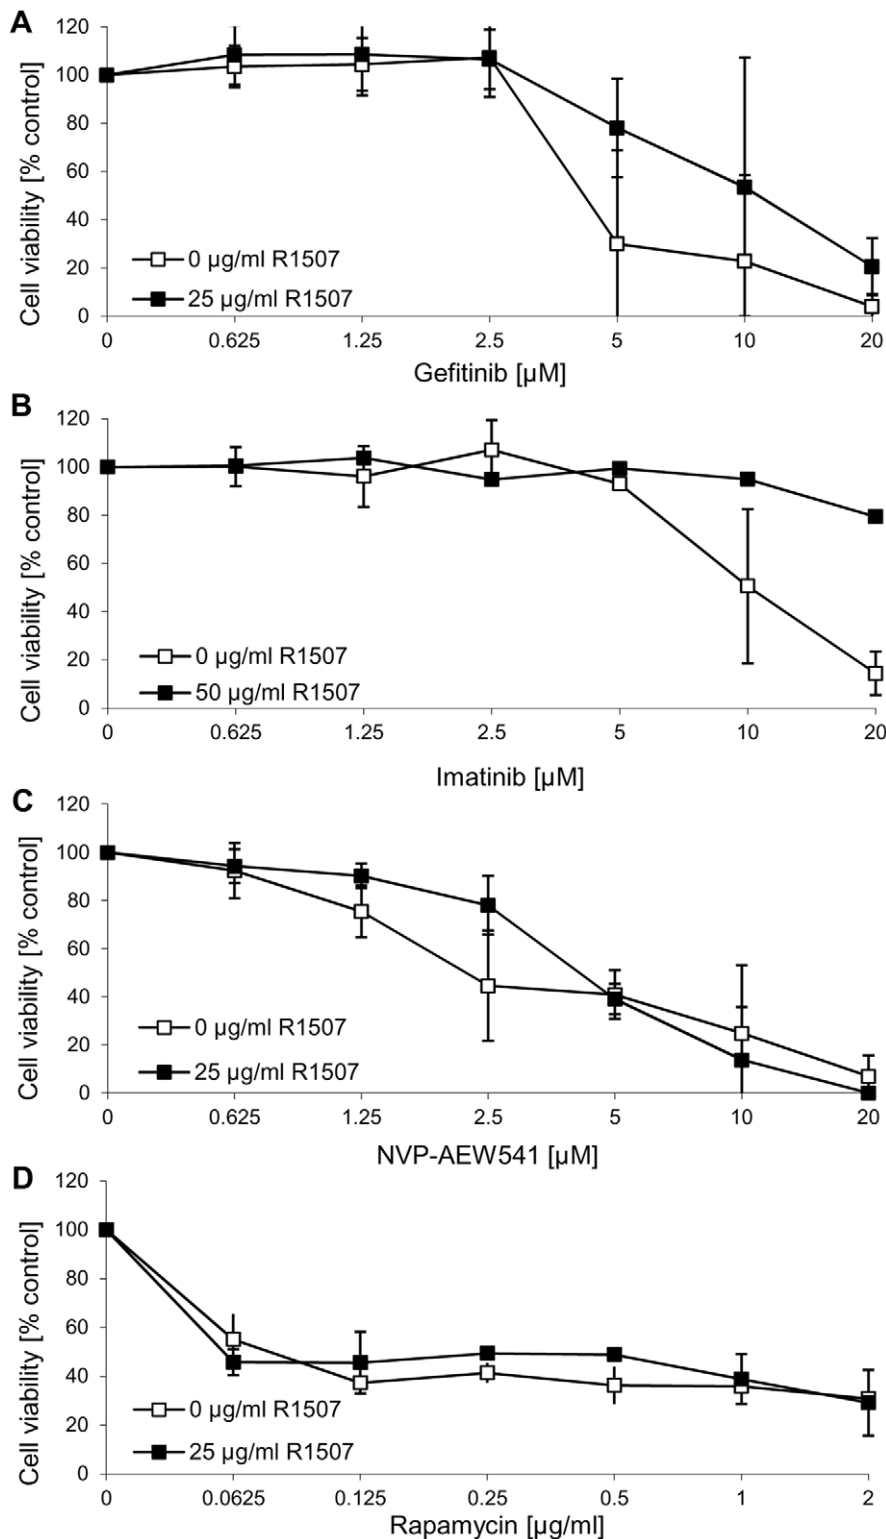 A
Cell viability [% control]
120
100
80
60
40
20
0
0 µg/ml R1507
25 µg/ml R1507
0 0.625 1.25 2.5 5 10 20
Gefitinib [µM]
B
Cell viability [% control]
120
100
80
60
40
20
0
0 µg/ml R1507
50 µg/ml R1507
0 0.625 1.25 2.5 5 10 20
Imatinib [µM]
C
Cell viability [% control]
120
100
80
60
40
20
0
0 µg/ml R1507
25 µg/ml R1507
0 0.625 1.25 2.5 5 10 20
NVP-AEW541 [µM]
D
Cell viability [% control]
120
100
80
60
40
20
0
0 µg/ml R1507
25 µg/ml R1507
0 0.0625 0.125 0.25 0.5 1 2
Rapamycin [µg/ml]